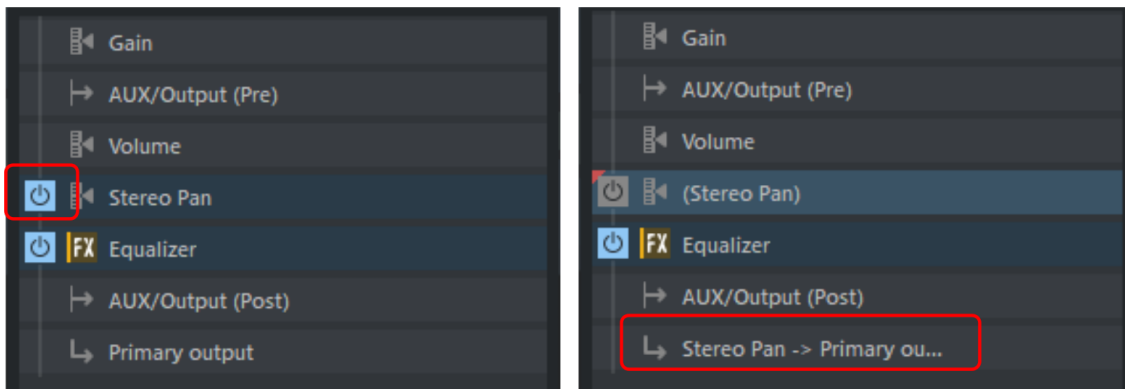 Gain
AUX/Output (Pre)
Volume
Stereo Pan
FX Equalizer
AUX/Output (Post)
Primary output
Gain
AUX/Output (Pre)
Volume
(Stereo Pan)
FX Equalizer
AUX/Output (Post)
Stereo Pan -> Primary ou...